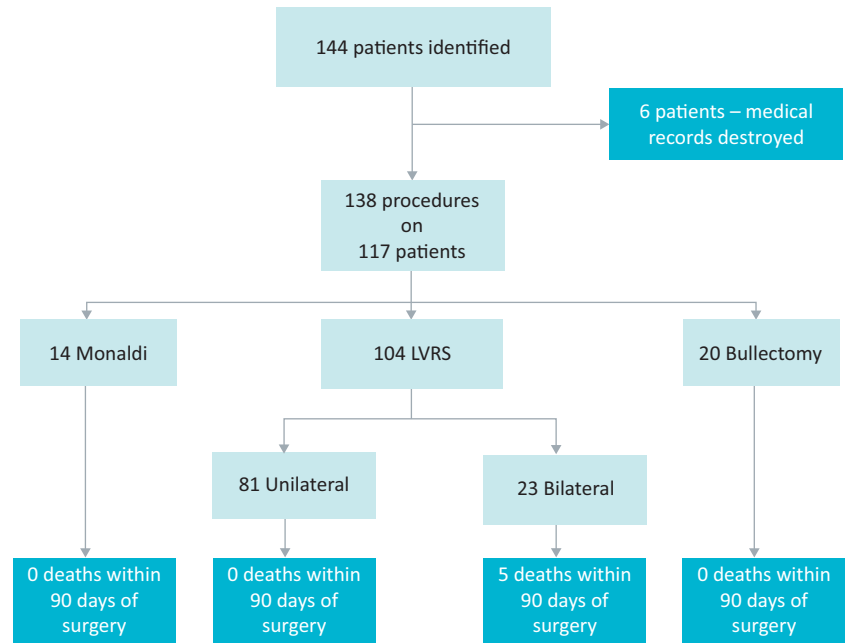 144 patients identified
6 patients – medical
records destroyed
138 procedures
on
117 patients
14 Monaldi
104 LVRS
20 Bullectomy
81 Unilateral
23 Bilateral
0 deaths within
90 days of
surgery
0 deaths within
90 days of
surgery
5 deaths within
90 days of
surgery
0 deaths within
90 days of
surgery